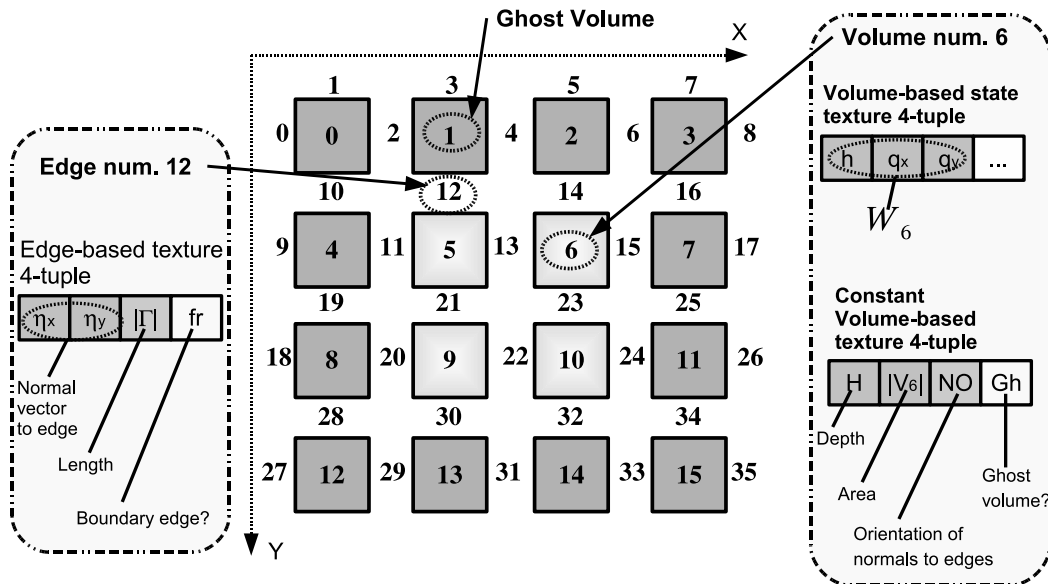 Ghost Volume
X
Volume num. 6
1 3 5 7
0 0 2 1 4 2 6 3 8
Edge num. 12
10 12 14 16
9 4 11 5 13 6 15 7 17
19 21 23 25
18 8 20 9 22 10 24 11 26
28 30 32 34
27 12 29 13 31 14 33 15 35
Y
Edge-based texture
4-tuple
ηx ηy |Γ| fr
Normal
vector
to edge
Length
Boundary edge?
Volume-based state
texture 4-tuple
h qx qy ...
W6
Constant
Volume-based
texture 4-tuple
H |V6| NO Gh
Depth
Area
Ghost
volume?
Orientation of
normals to edges